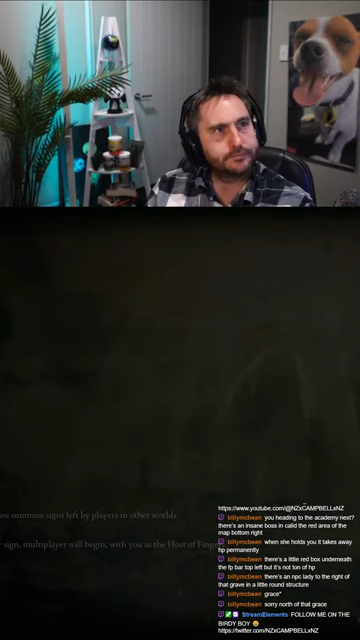 see summon signs left by players in other worlds.
r sign, multiplayer will begin, with you as the Host of Fing
https://www.youtube.com/@NZxCAMPBELLxNZ
billymcbean you heading to the academy next?
there's an insane boss in calid the red area of the
map bottom right
billymcbean when she holds you it takes away
hp permanently
billymcbean there's a little red box underneath
the fp bar top left but it's not ton of hp
billymcbean there's an npc lady to the right of
that grave in a little round structure
billymcbean grace*
billymcbean sorry north of that grace
StreamElements FOLLOW ME ON THE
BIRDY BOY 😀
https://twitter.com/NZxCAMPBELLxNZ